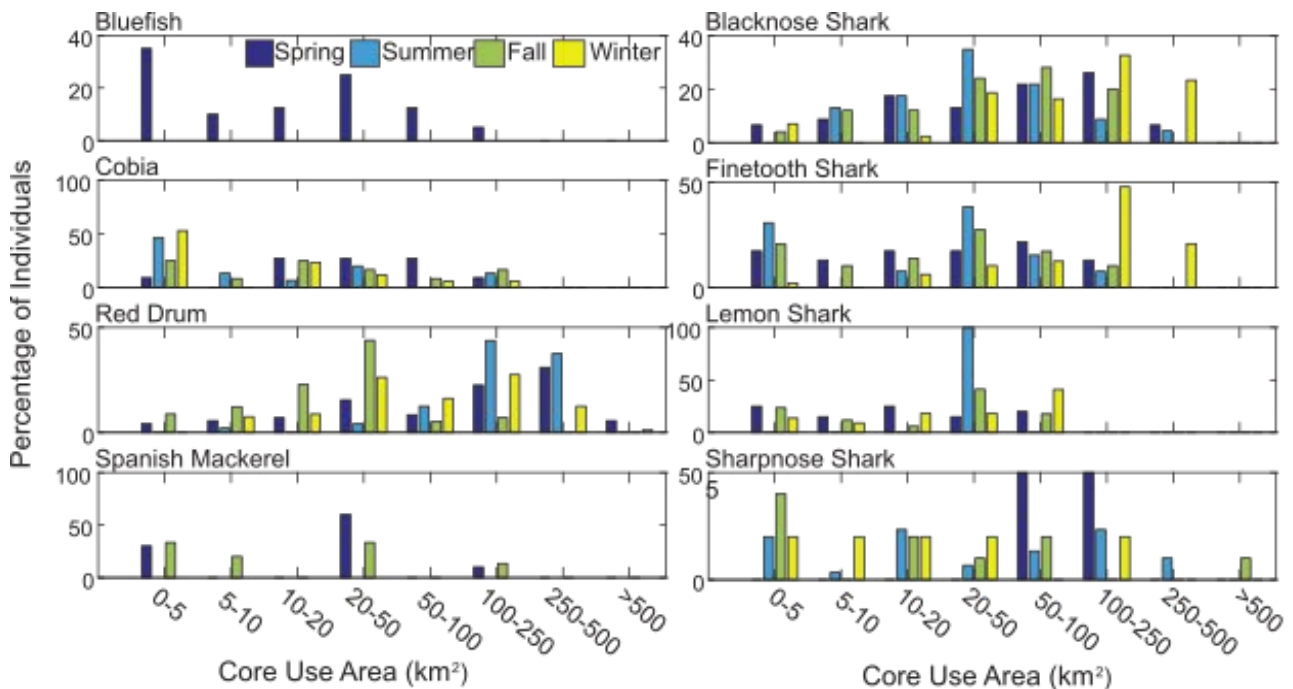 Bluefish
40
20
0
Spring Summer Fall Winter
Cobia
100
50
0
Red Drum
50
0
Spanish Mackerel
100
50
0
0-5 5-10 10-20 20-50 50-100 100-250 250-500 >500
Core Use Area (km²)
Percentage of Individuals
Blacknose Shark
40
20
0
Finetooth Shark
50
0
Lemon Shark
100
50
0
Sharpnose Shark
50
5
0
0-5 5-10 10-20 20-50 50-100 100-250 250-500 >500
Core Use Area (km²)